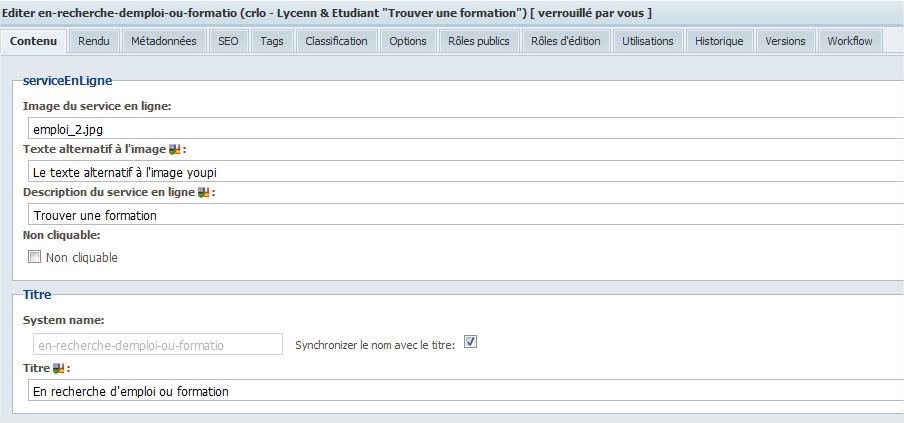 Editer en-recherche-demploi-ou-formatio (crlo - Lycenn & Etudiant "Trouver une formation") [ verrouillé par vous ]
Contenu Rendu Métadonnées SEO Tags Classification Options Rôles publics Rôles d'édition Utilisations Historique Versions Workflow
serviceEnLigne
Image du service en ligne:
emploi_2.jpg
Texte alternatif à l'image :
Le texte alternatif à l'image youpi
Description du service en ligne :
Trouver une formation
Non cliquable:
Non cliquable
Titre
System name:
en-recherche-demploi-ou-formatio Synchronizer le nom avec le titre:
Titre :
En recherche d'emploi ou formation